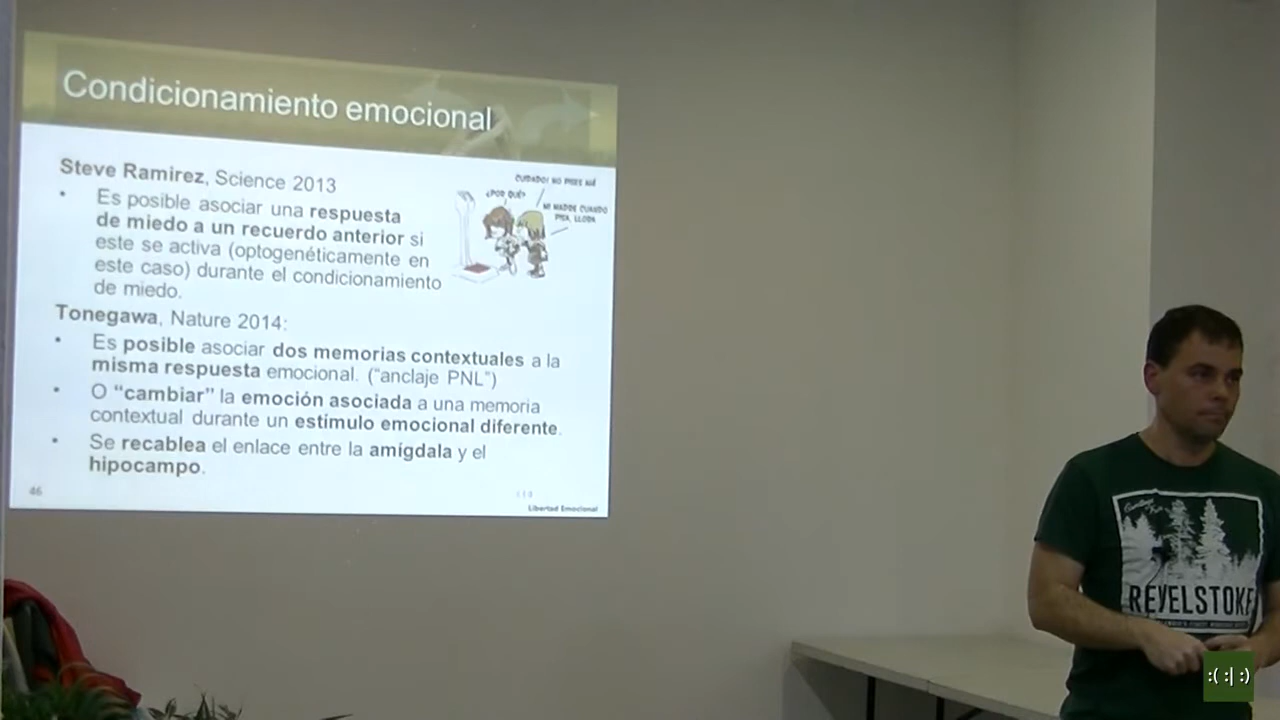 Condicionamiento emocional
Steve Ramirez, Science 2013
• Es posible asociar una respuesta
de miedo a un recuerdo anterior si
este se activa (optogenéticamente en
este caso) durante el condicionamiento
de miedo.
¿POR QUÉ?
Tonegawa, Nature 2014:
• Es posible asociar dos memorias contextuales a la
misma respuesta emocional. ("anclaje PNL")
• O “cambiar” la emoción asociada a una memoria
contextual durante un estímulo emocional diferente.
• Se recablea el enlace entre la amígdala y el
hipocampo.
46
Libertad Emocional
REVELSTOKE
:( :| :)